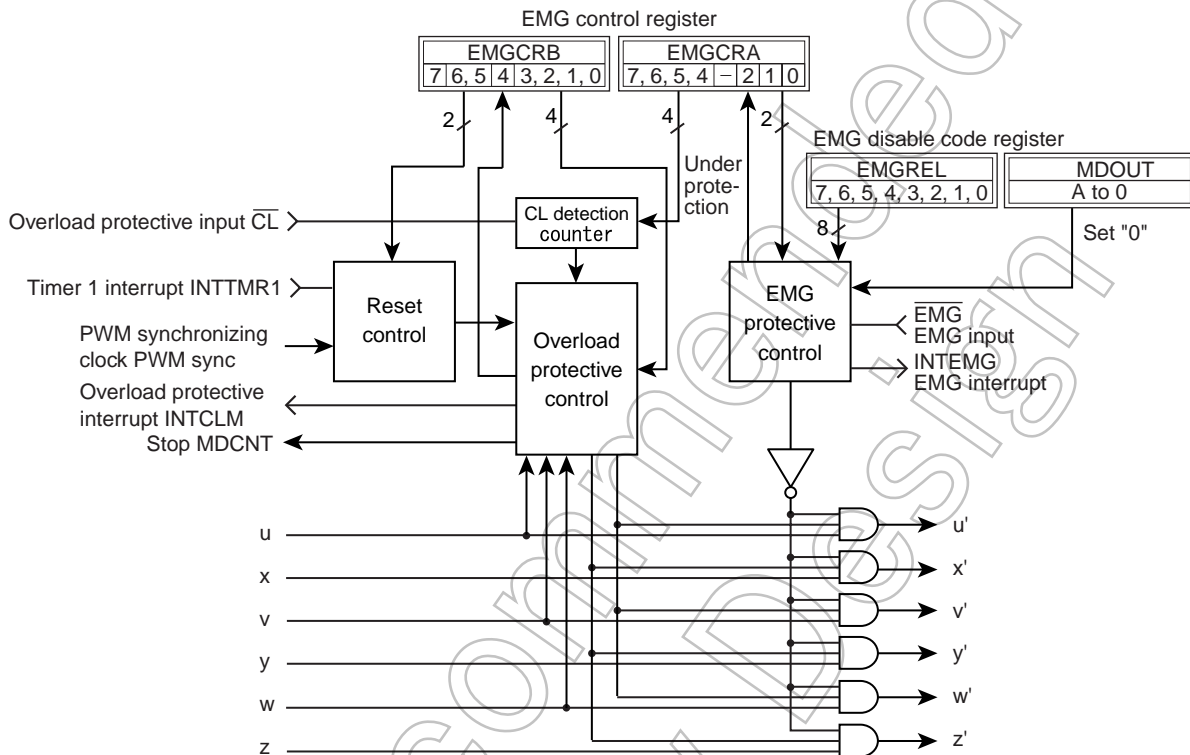 EMG control register
EMGCRB
7 6, 5 4 3, 2, 1, 0
EMGCRA
7, 6, 5, 4 – 2 1 0
2
4
4
2
Under
prote-
ction
EMG disable code register
EMGREL
7, 6, 5, 4, 3, 2, 1, 0
MDOUT
A to 0
8
Set "0"
Overload protective input C̅L̅
CL detection
counter
Timer 1 interrupt INTTMR1
Reset
control
PWM synchronizing
clock PWM sync
Overload
protective
control
EMG
protective
control
E̅M̅G̅
EMG input
INTEMG
EMG interrupt
Overload protective
interrupt INTCLM
Stop MDCNT
u
u'
x
x'
v
v'
y
y'
w
w'
z
z'
commended
Design